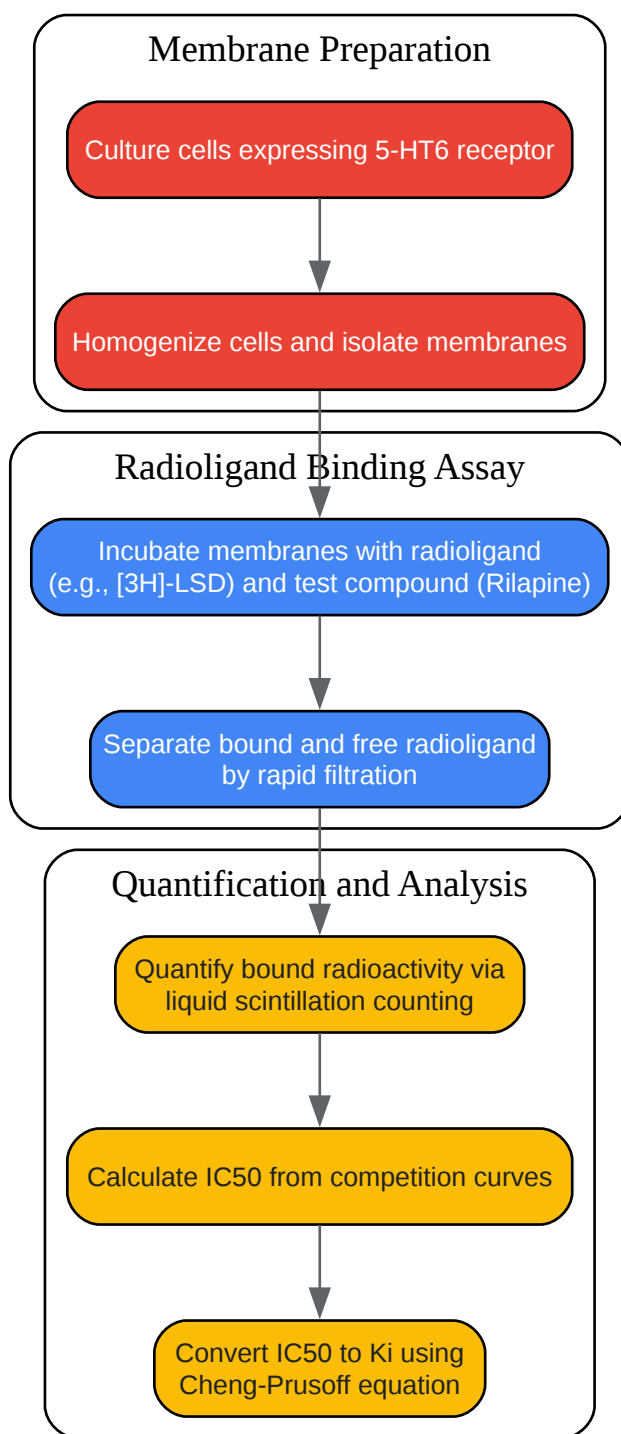 Membrane Preparation
Culture cells expressing 5-HT6 receptor
Homogenize cells and isolate membranes
Radioligand Binding Assay
Incubate membranes with radioligand
(e.g., [3H]-LSD) and test compound (Rilapine)
Separate bound and free radioligand
by rapid filtration
Quantification and Analysis
Quantify bound radioactivity via
liquid scintillation counting
Calculate IC50 from competition curves
Convert IC50 to Ki using
Cheng-Prusoff equation